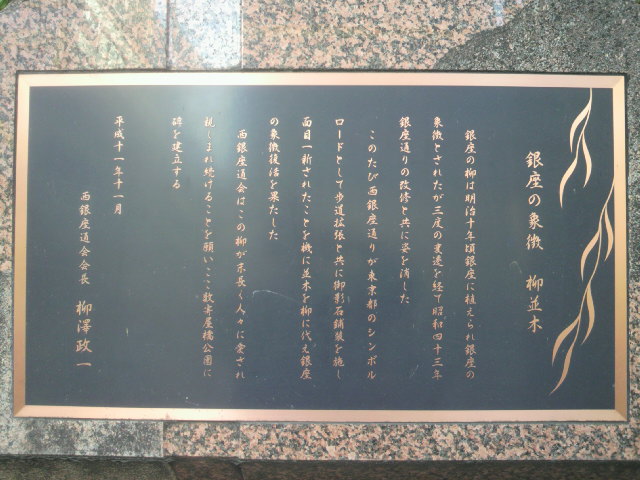 銀座の象徴　柳並木
銀座の柳は明治十年頃銀座に植えられ銀座の
象徴とされたが三度の変遷を経て昭和四十三年
銀座通りの改修と共に姿を消した
このたび西銀座通りが東京都のシンボル
ロードとして歩道拡張と共に御影石舗装を施し
面目一新されたことを機に並木を柳に代え銀座
の象徴復活を果たした
西銀座通会はこの柳が末長く人々に愛され
親しまれ続けることを願いここ数寄屋橋公園に
碑を建立する
平成十一年十一月
西銀座通会会長　柳澤政一